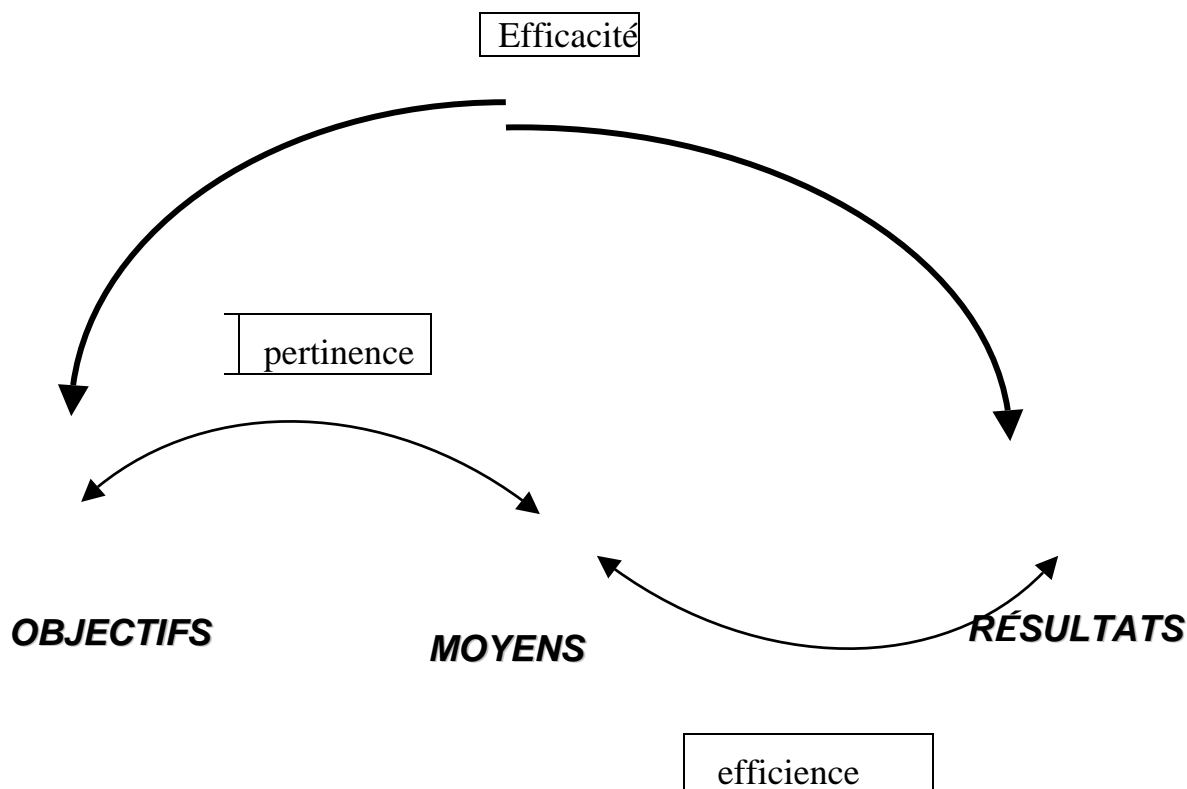 Efficacité
pertinence
OBJECTIFS
MOYENS
RÉSULTATS
efficience